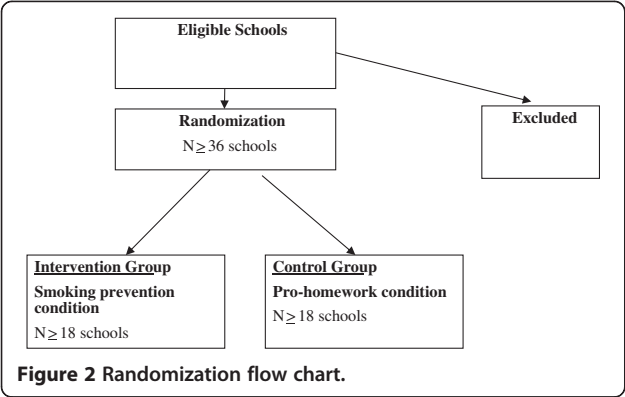 Eligible Schools
Randomization
N≥36 schools
Excluded
Intervention Group
Smoking prevention
condition
N≥18 schools
Control Group
Pro-homework condition
N≥18 schools
Figure 2 Randomization flow chart.